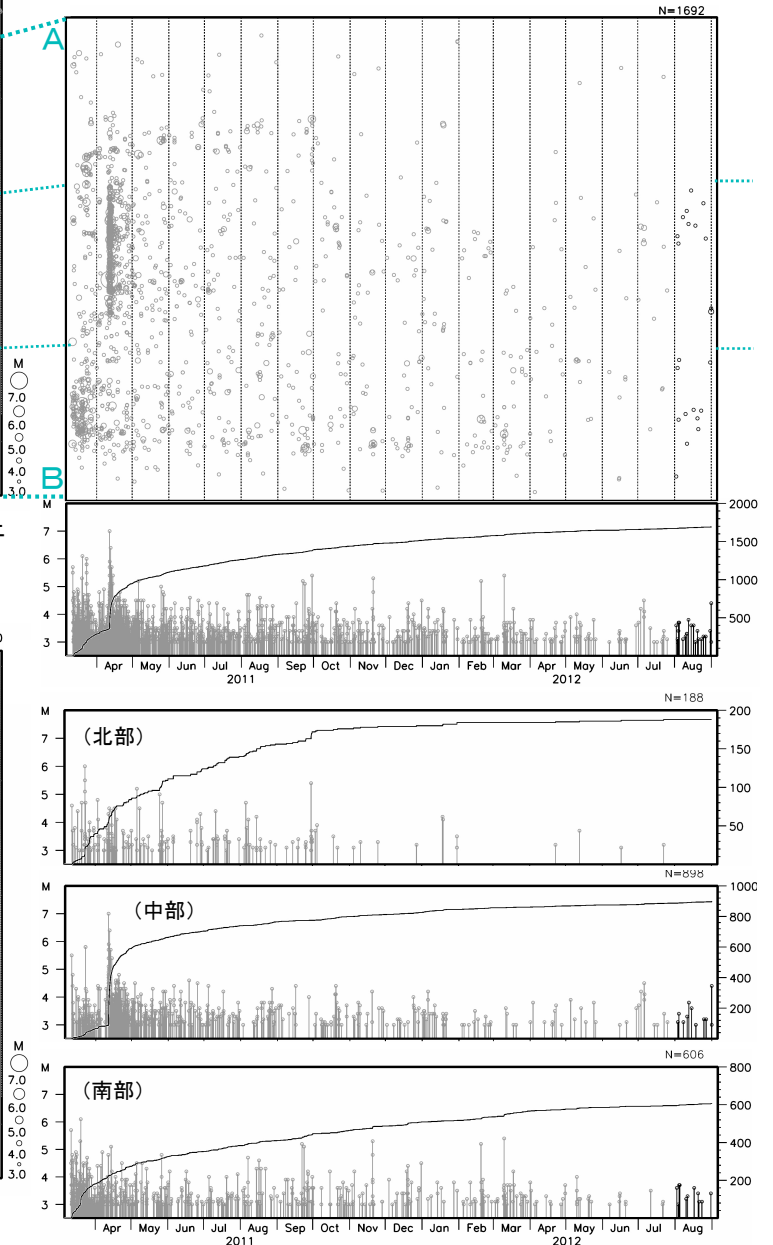 N=1692
A
M
7.0
6.0
5.0
4.0
3.0
B
M
7
6
5
4
3
2000
1500
1000
500
Apr May Jun Jul Aug Sep Oct Nov Dec Jan Feb Mar Apr May Jun Jul Aug
2011 2012
N=188
M
7
6
5
4
3
(北部)
200
150
100
50
N=898
M
7
6
5
4
3
(中部)
1000
800
600
400
200
N=606
M
7.0
6.0
5.0
4.0
3.0
M
7
6
5
4
3
(南部)
800
600
400
200
Apr May Jun Jul Aug Sep Oct Nov Dec Jan Feb Mar Apr May Jun Jul Aug
2011 2012